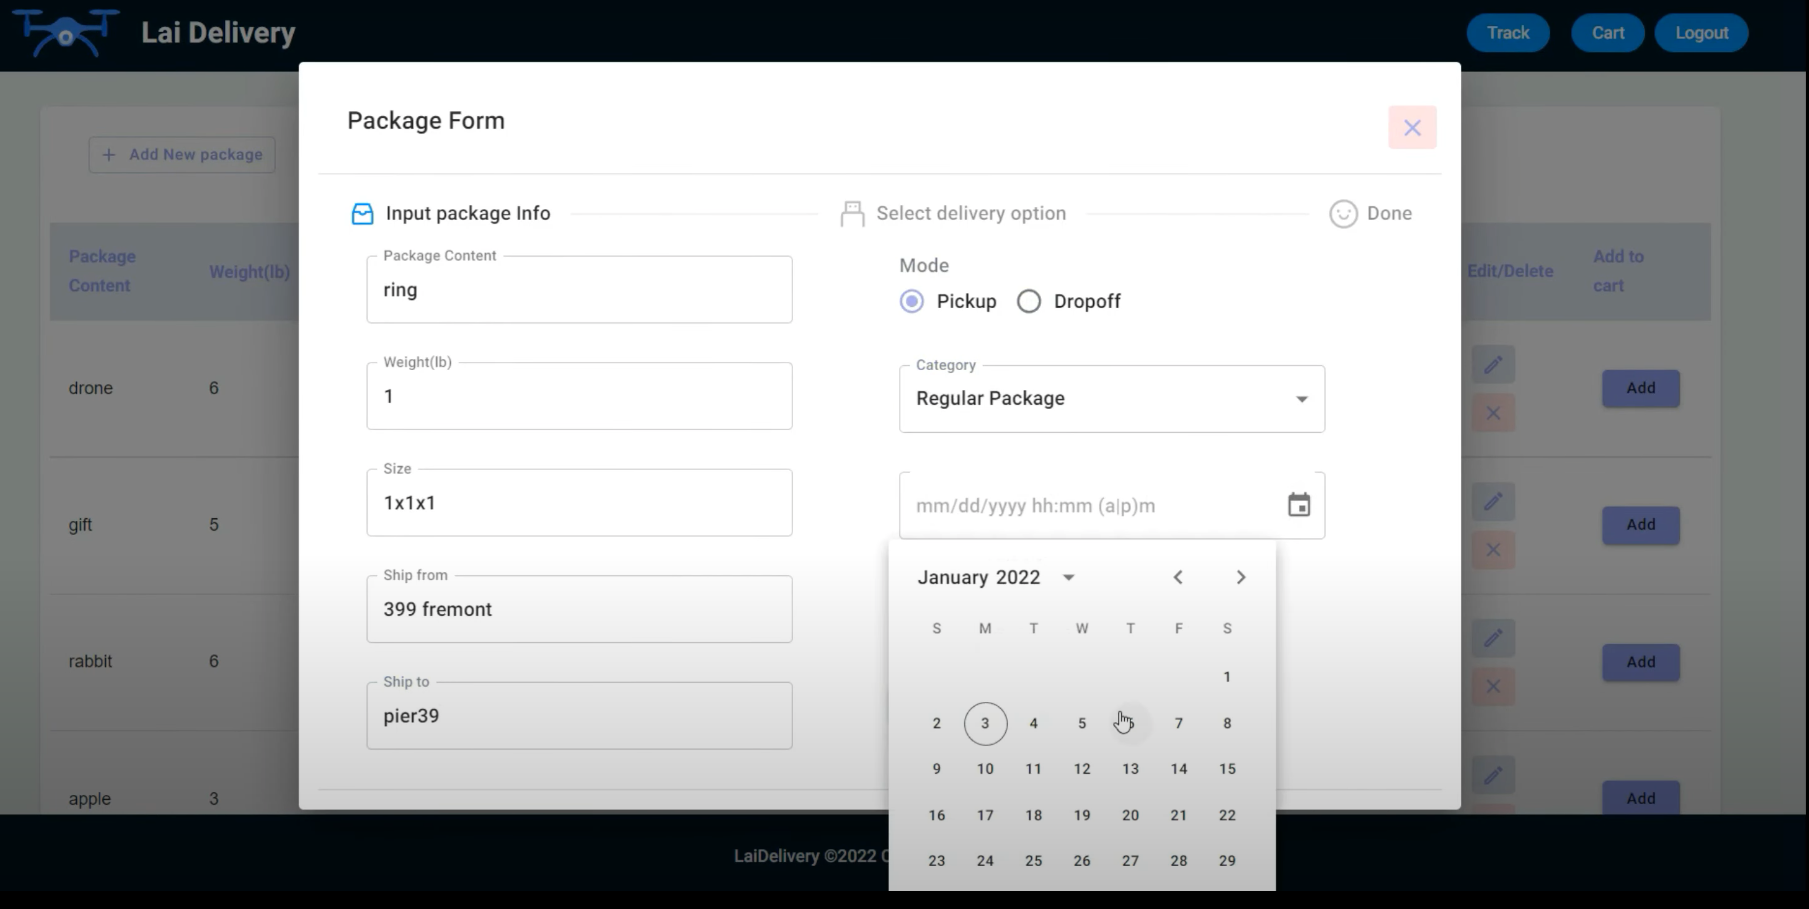 Lai Delivery
Track
Cart
Logout
Package Form
+ Add New package
Input package Info
Select delivery option
Done
Package Content
ring
Mode
Pickup
Dropoff
Package
Content
Weight(lb)
Edit/Delete
Add to
cart
Weight(lb)
1
Category
Regular Package
drone
6
Add
Size
1x1x1
mm/dd/yyyy hh:mm (a|p)m
gift
5
Add
Ship from
399 fremont
January 2022
S M T W T F S
1
rabbit
6
Add
Ship to
pier39
2 3 4 5 7 8
9 10 11 12 13 14 15
apple
3
Add
16 17 18 19 20 21 22
LaiDelivery ©2022
23 24 25 26 27 28 29